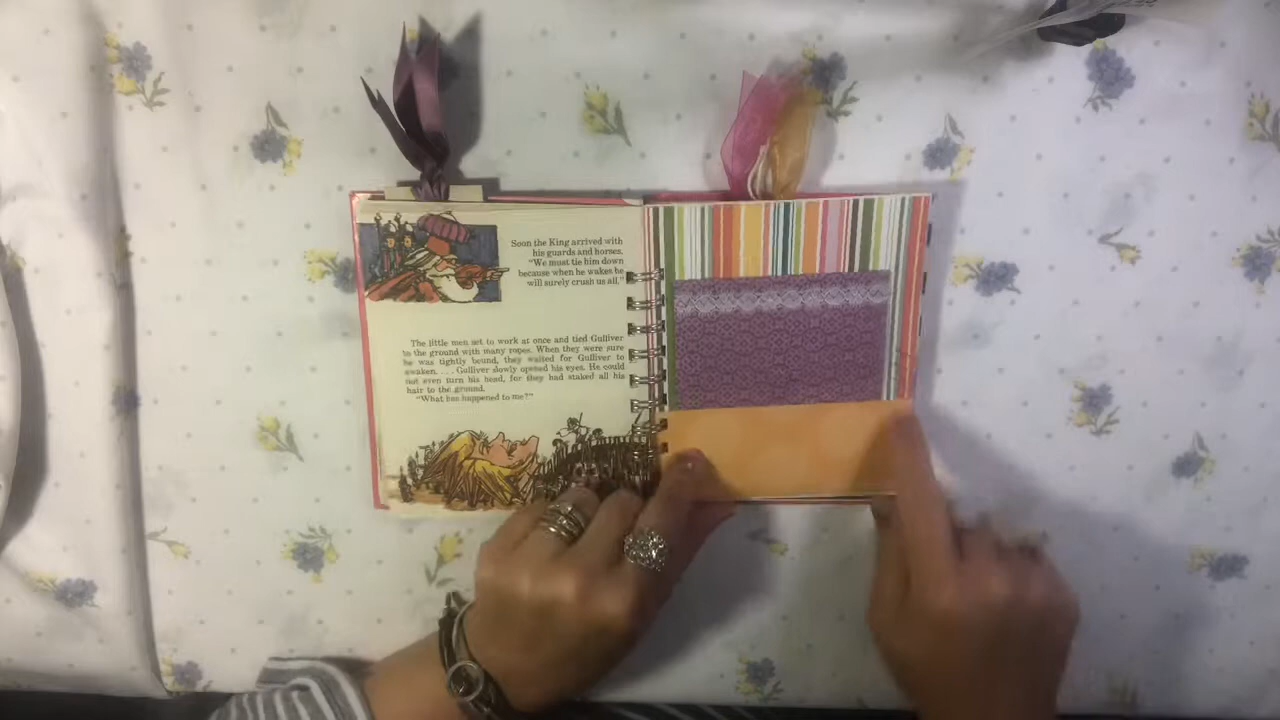 Soon the King arrived with
his guards and horses.
"We must tie him down
because when he wakes he
will surely crush us all."
The little men set to work at once and tied Gulliver
to the ground with many ropes. When they were sure
he was tightly bound, they waited for Gulliver to
awaken. . . . Gulliver slowly opened his eyes. He could
not even turn his head, for they had staked all his
hair to the ground.
"What has happened to me?"